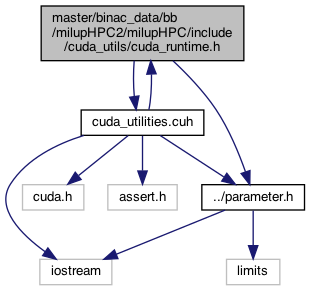 master/binac_data/bb
/milupHPC2/milupHPC/include
/cuda_utils/cuda_runtime.h
cuda_utilities.cuh
cuda.h
assert.h
../parameter.h
iostream
limits